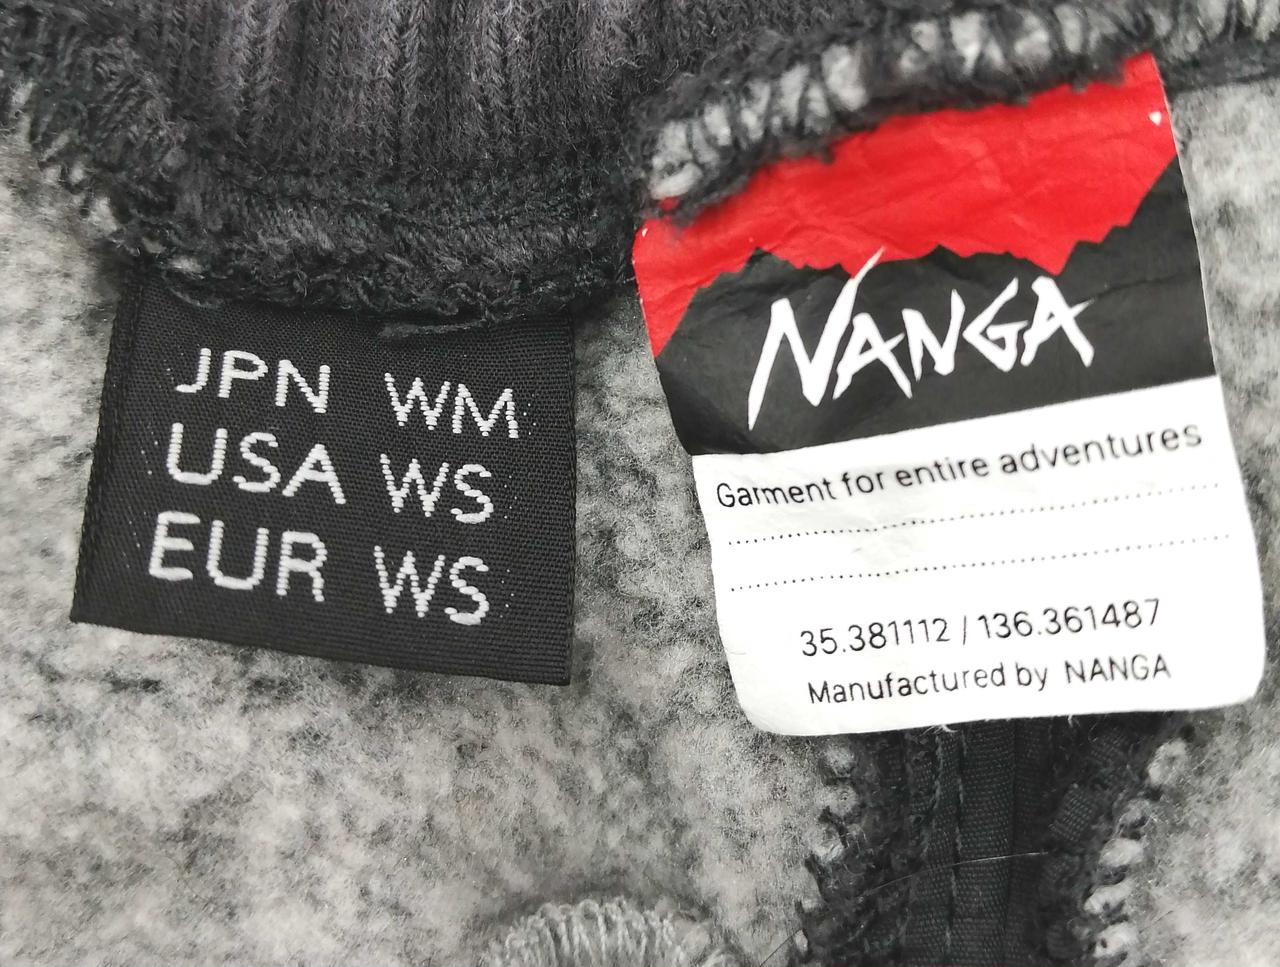 JPN WM
USA WS
EUR WS
NANGA
Garment for entire adventures
35.381112 / 136.361487
Manufactured by NANGA